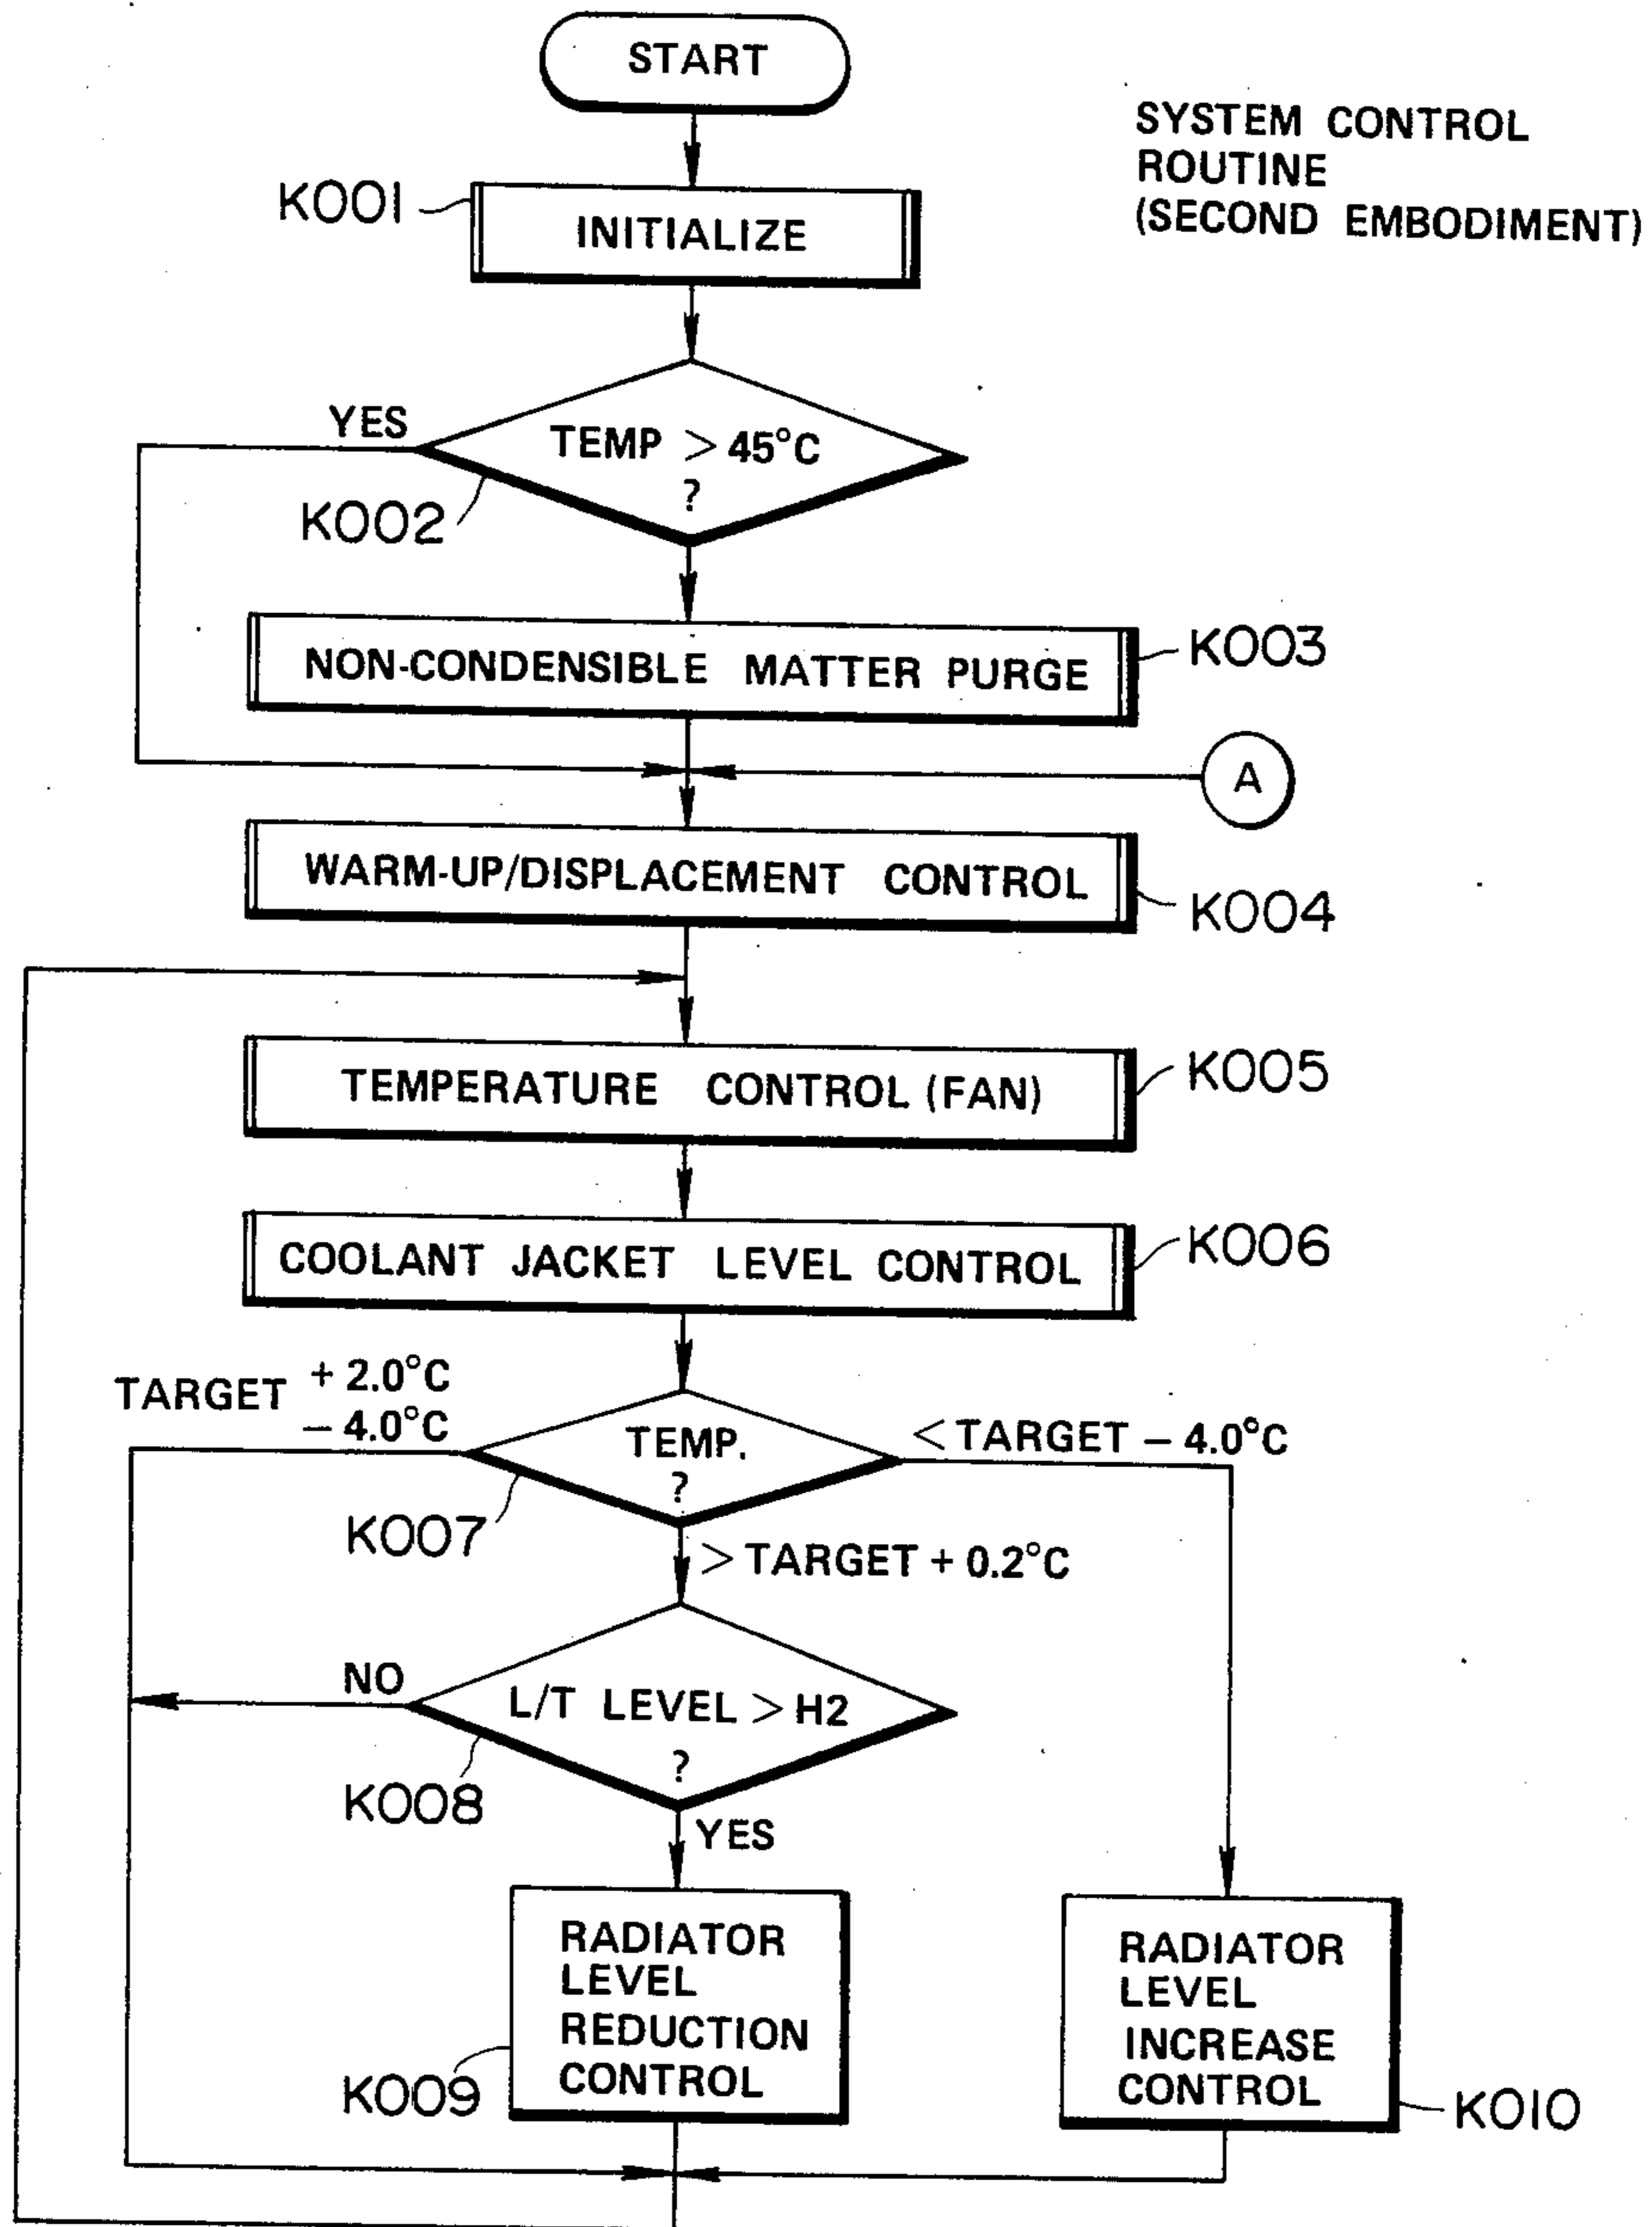 START
SYSTEM CONTROL
ROUTINE
(SECOND EMBODIMENT)
K001
INITIALIZE
YES
TEMP > 45°C
?
K002
NON-CONDENSIBLE MATTER PURGE
K003
A
WARM-UP/DISPLACEMENT CONTROL
K004
TEMPERATURE CONTROL (FAN)
K005
COOLANT JACKET LEVEL CONTROL
K006
TARGET + 2.0°C
- 4.0°C
TEMP.
?
< TARGET - 4.0°C
K007
> TARGET + 0.2°C
NO
L/T LEVEL > H2
?
K008
YES
RADIATOR
LEVEL
REDUCTION
CONTROL
K009
RADIATOR
LEVEL
INCREASE
CONTROL
K010